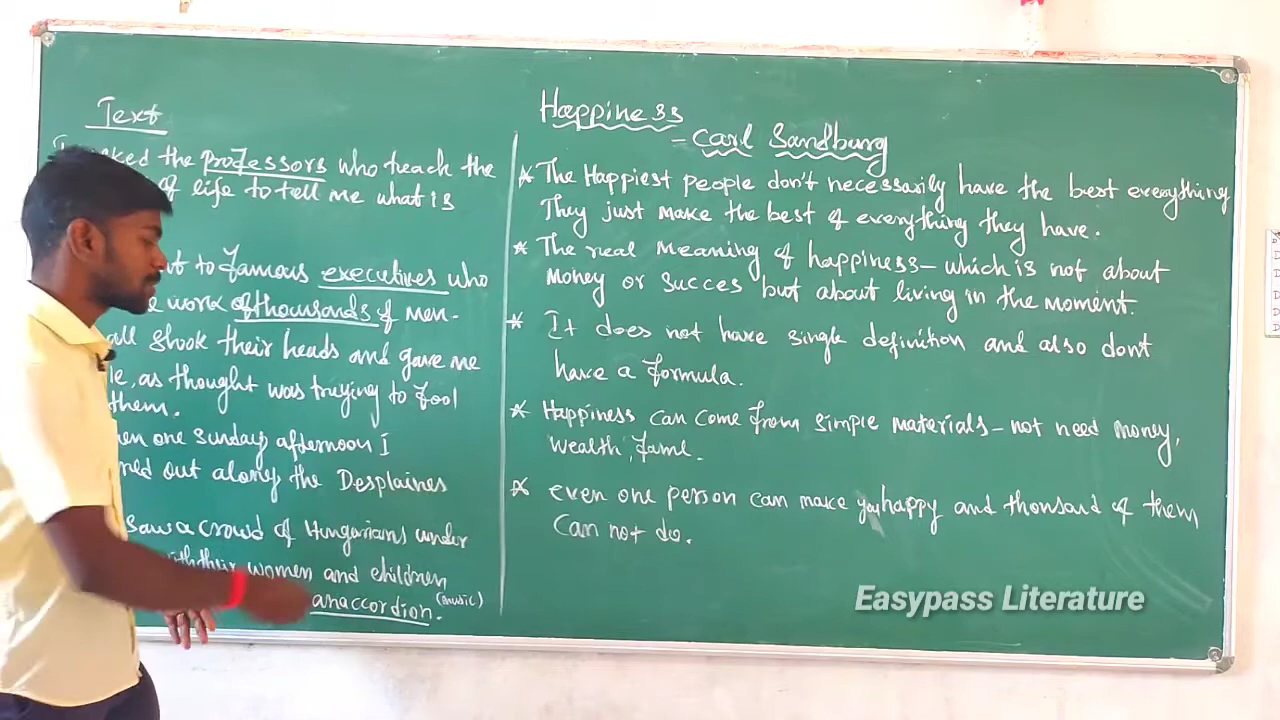 Text
asked the professors who teach the
of life to tell me what is
to famous executives who
work of thousands of men.
all shook their heads and gave me
as thought was trying to fool
them.
one sunday afternoon I
out along the Desplaines
Saw a crowd of Hungarians under
their women and children
an accordion. (music)
Happiness
- Carl Sandburg
* The Happiest people don't necessarily have the best everything
They just make the best of everything they have.
* The real Meaning of happiness - which is not about
Money or Succes but about living in the moment.
* It does not have single definition and also don't
have a formula.
* Happiness can come from simple materials - not need money,
wealth, fame.
* even one person can make you happy and thonsard of them
Can not do.
Easypass Literature